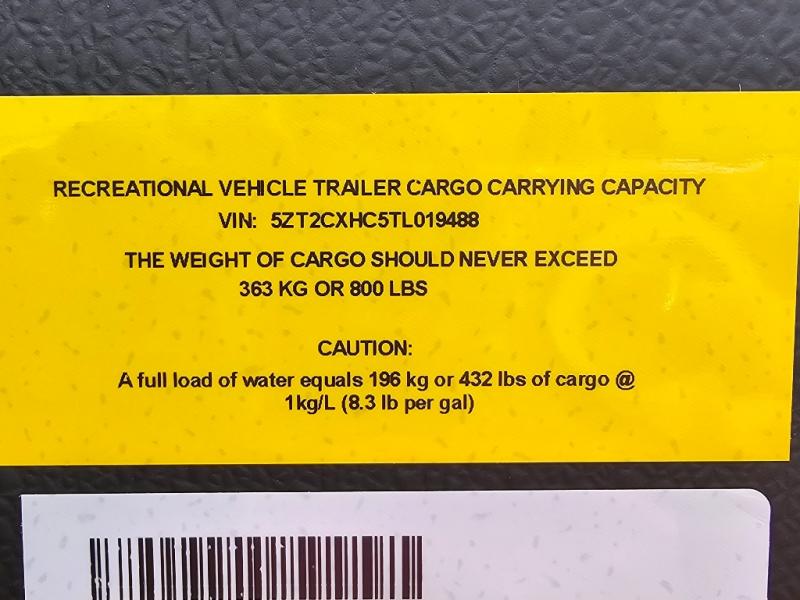 RECREATIONAL VEHICLE TRAILER CARGO CARRYING CAPACITY
VIN: 5ZT2CXHC5TL019488
THE WEIGHT OF CARGO SHOULD NEVER EXCEED
363 KG OR 800 LBS
CAUTION:
A full load of water equals 196 kg or 432 lbs of cargo @
1kg/L (8.3 lb per gal)